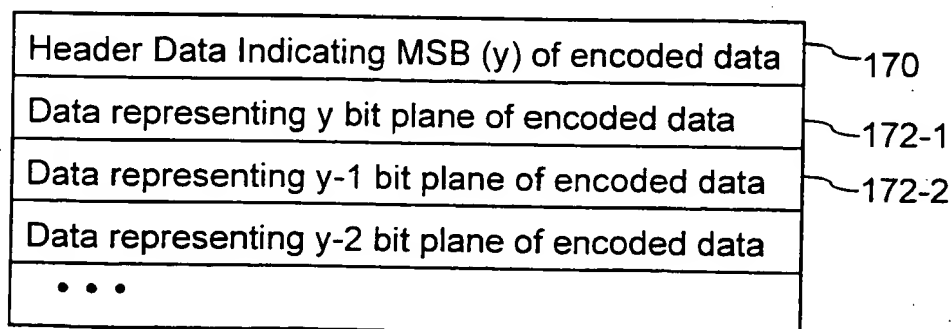 Header Data Indicating MSB (y) of encoded data 170
Data representing y bit plane of encoded data 172-1
Data representing y-1 bit plane of encoded data 172-2
Data representing y-2 bit plane of encoded data
• • •